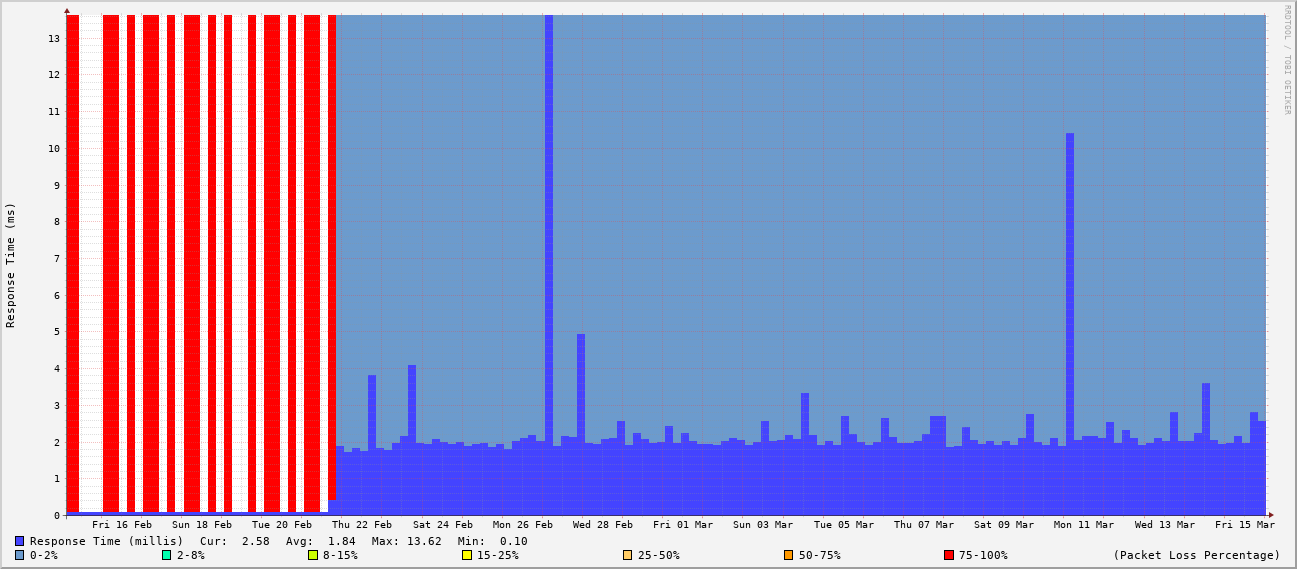 RRDTOOL / TOBI OETIKER
Response Time (ms)
13
12
11
10
9
8
7
6
5
4
3
2
1
0
Fri 16 Feb Sun 18 Feb Tue 20 Feb Thu 22 Feb Sat 24 Feb Mon 26 Feb Wed 28 Feb Fri 01 Mar Sun 03 Mar Tue 05 Mar Thu 07 Mar Sat 09 Mar Mon 11 Mar Wed 13 Mar Fri 15 Mar
Response Time (millis) Cur: 2.58 Avg: 1.84 Max: 13.62 Min: 0.10
0-2% 2-8% 8-15% 15-25% 25-50% 50-75% 75-100% (Packet Loss Percentage)